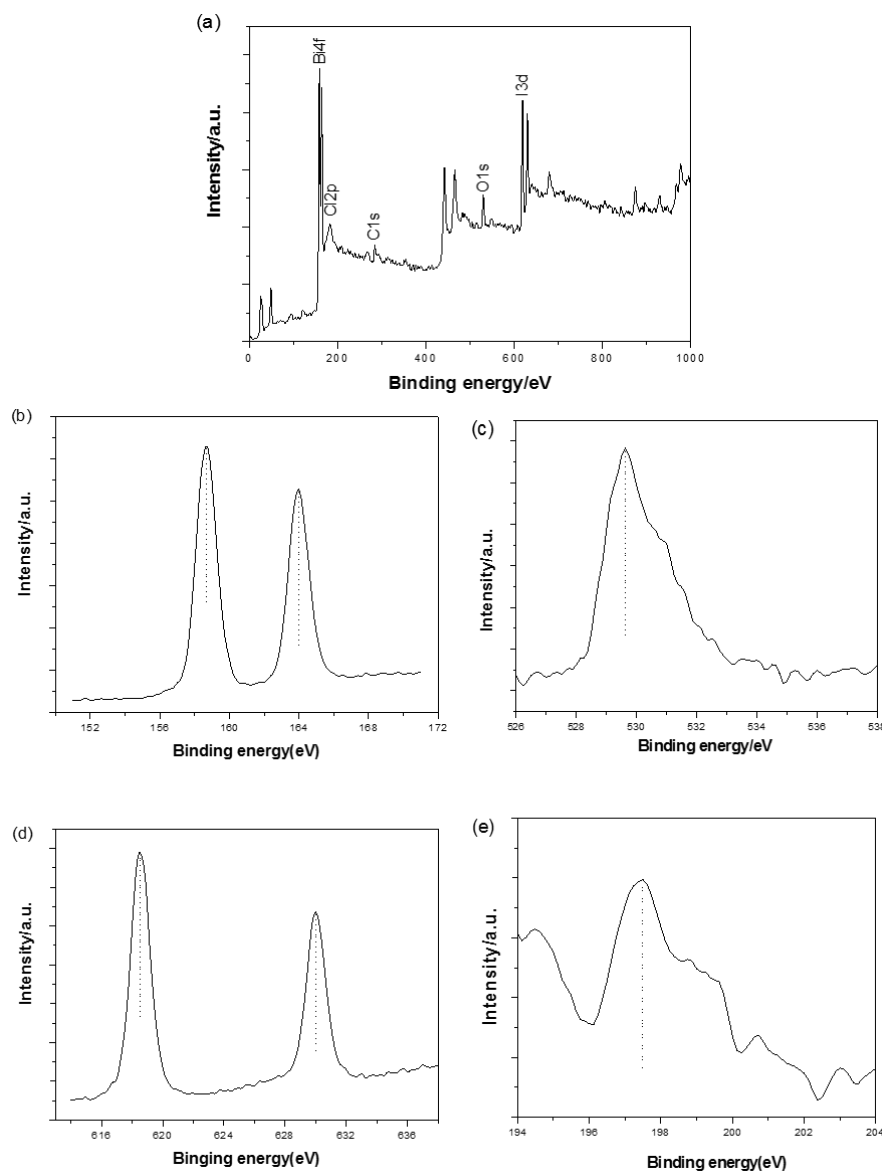 (a)
Intensity/a.u.
Bi4f
Cl2p
C1s
O1s
I3d
0 200 400 600 800 1000
Binding energy/eV
(b)
Intensity/a.u.
152 156 160 164 168 172
Binding energy(eV)
(c)
Intensity/a.u.
526 528 530 532 534 536 538
Binding energy/eV
(d)
Intensity/a.u.
616 620 624 628 632 636
Binging energy(eV)
(e)
Intensity/a.u.
194 196 198 200 202 204
Binding energy(eV)